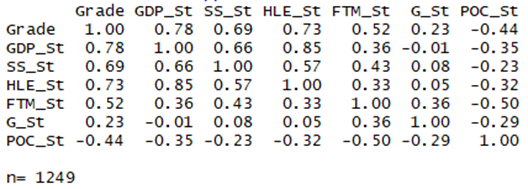 Grade GDP_St SS_St HLE_St FTM_St G_St POC_St
Grade 1.00 0.78 0.69 0.73 0.52 0.23 -0.44
GDP_St 0.78 1.00 0.66 0.85 0.36 -0.01 -0.35
SS_St 0.69 0.66 1.00 0.57 0.43 0.08 -0.23
HLE_St 0.73 0.85 0.57 1.00 0.33 0.05 -0.32
FTM_St 0.52 0.36 0.43 0.33 1.00 0.36 -0.50
G_St 0.23 -0.01 0.08 0.05 0.36 1.00 -0.29
POC_St -0.44 -0.35 -0.23 -0.32 -0.50 -0.29 1.00
n= 1249